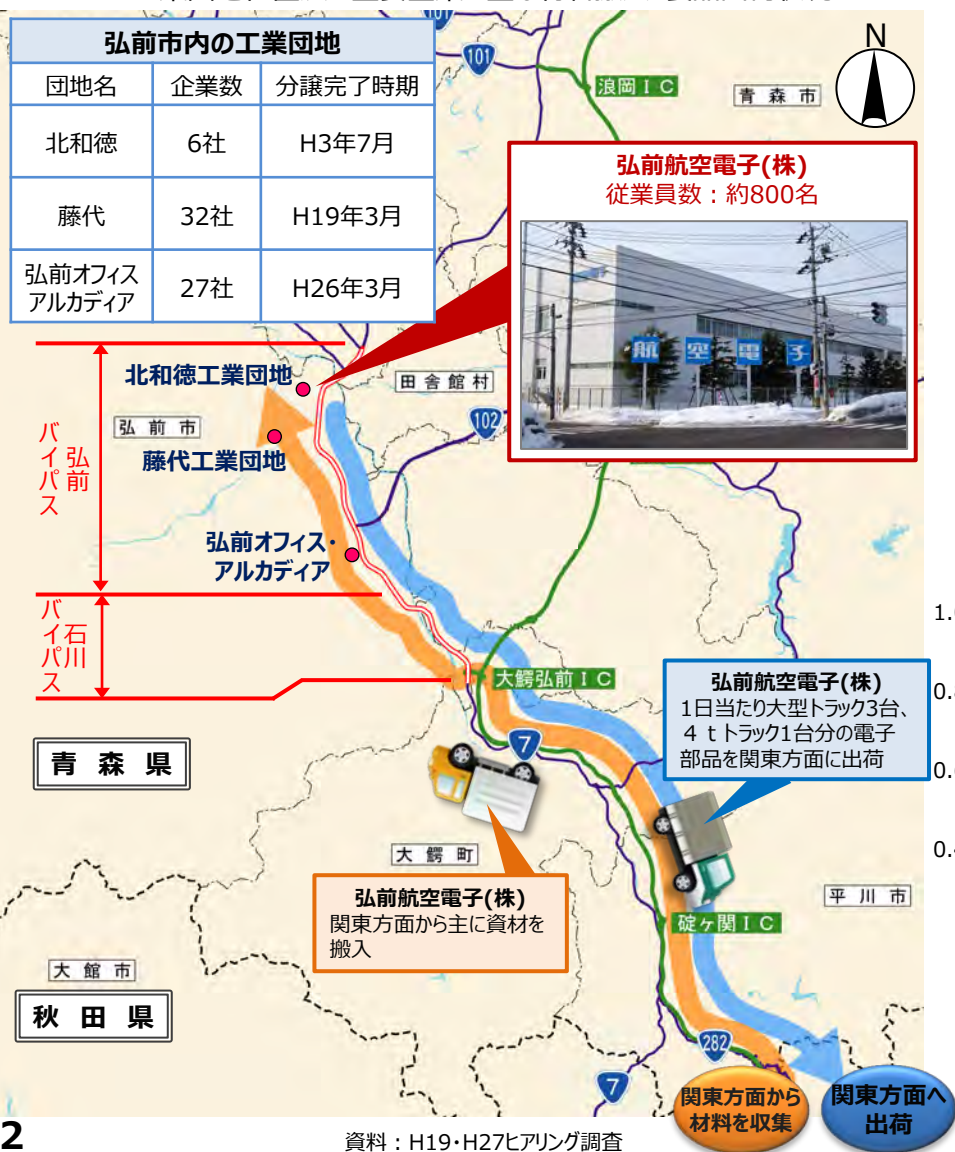 弘前市内の工業団地
団地名 企業数 分譲完了時期
北和徳 6社 H3年7月
藤代 32社 H19年3月
弘前オフィス
アルカディア 27社 H26年3月
101
101
浪岡IC
青森市
N
弘前航空電子(株)
従業員数：約800名
航空電子
北和徳工業団地
田舎館村
弘前市
102
藤代工業団地
弘前
バイパス
弘前オフィス・
アルカディア
石川
バイパス
大鰐弘前IC
弘前航空電子(株)
1日当たり大型トラック3台、
4ｔトラック1台分の電子
部品を関東方面に出荷
青森県
7
大鰐町
弘前航空電子(株)
関東方面から主に資材を
搬入
平川市
碇ヶ関IC
大館市
秋田県
282
7
関東方面から
材料を収集
関東方面へ
出荷
2
資料：H19・H27ヒアリング調査